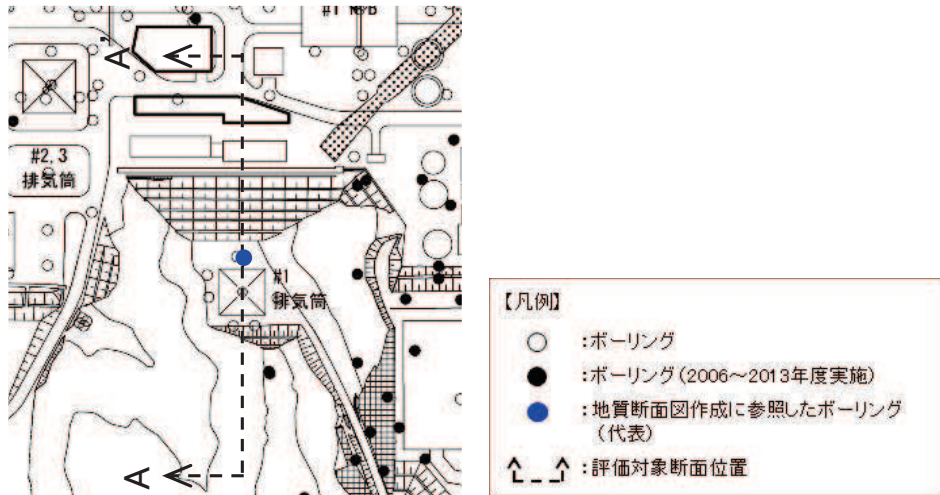 #1 R/B
A'
#2,3
排気筒
#1
排気筒
A
【凡例】
:ボーリング
:ボーリング(2006～2013年度実施)
:地質断面図作成に参照したボーリング
(代表)
:評価対象断面位置